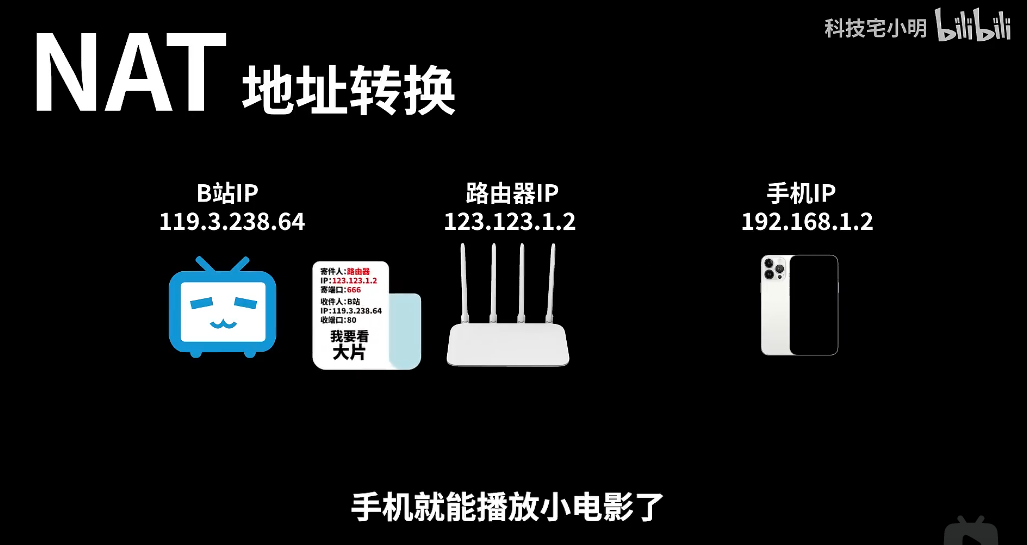 科技宅小明 bilibili
NAT 地址转换
B站IP
119.3.238.64
路由器IP
123.123.1.2
手机IP
192.168.1.2
寄件人:路由器
IP:123.123.1.2
寄端口:666
收件人:B站
IP:119.3.238.64
收端口:80
我要看
大片
手机就能播放小电影了